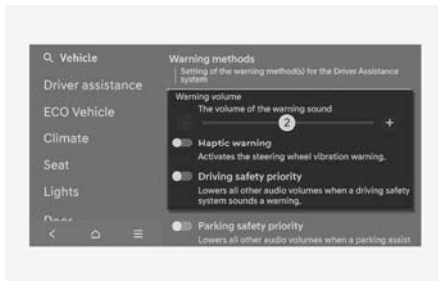 Vehicle
Driver assistance
ECO Vehicle
Climate
Seat
Lights
Door
Warning methods
Setting of the warning method(s) for the Driver Assistance
system
Warning volume
The volume of the warning sound
2
+
Haptic warning
Activates the steering wheel vibration warning.
Driving safety priority
Lowers all other audio volumes when a driving safety
system sounds a warning.
Parking safety priority
Lowers all other audio volumes when a parking assist